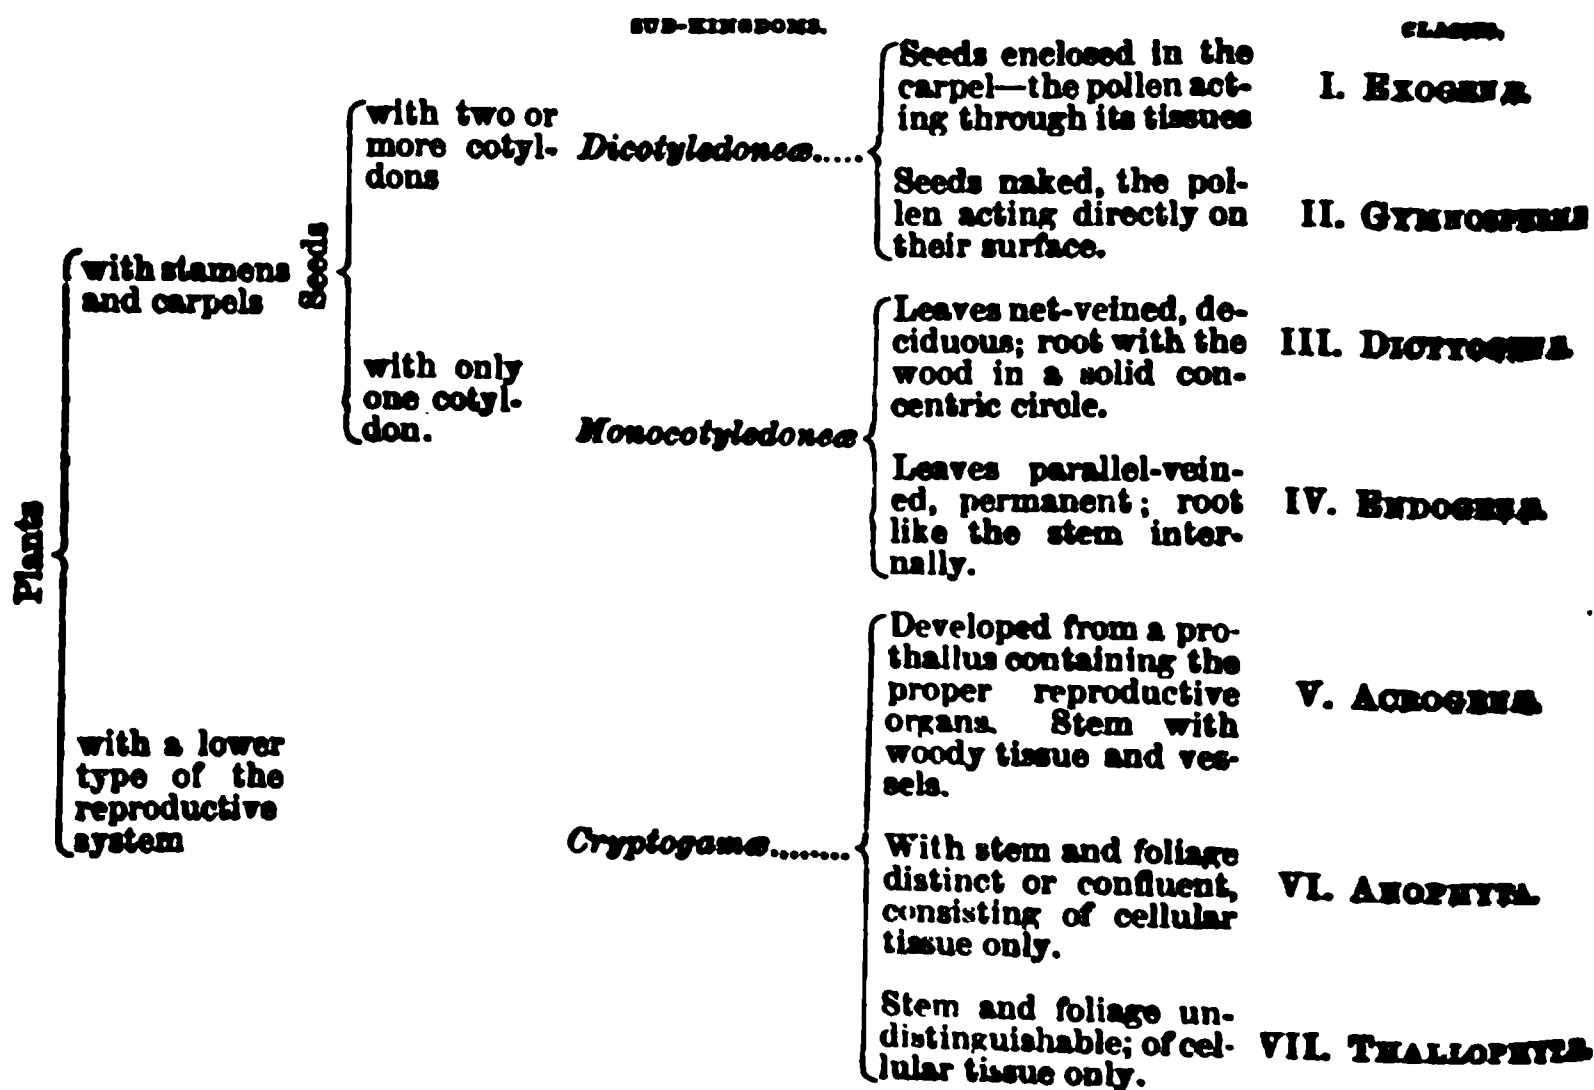 SUB-KINGDOMS.
CLASSES.
Plants
with stamens
and carpels
Seeds
with two or
more cotyl-
dons
Dicotyledoneæ.....
Seeds enclosed in the
carpel—the pollen act-
ing through its tissues
I. EXOGENÆ.
Seeds naked, the pol-
len acting directly on
their surface.
II. GYMNOSPERMS
with only
one cotyl-
don.
Monocotyledoneæ
Leaves net-veined, de-
ciduous; root with the
wood in a solid con-
centric circle.
III. DICTYOGENÆ
Leaves parallel-vein-
ed, permanent; root
like the stem inter-
nally.
IV. ENDOGENÆ.
with a lower
type of the
reproductive
system
Cryptogamæ........
Developed from a pro-
thallus containing the
proper reproductive
organs. Stem with
woody tissue and ves-
sels.
V. ACROGENÆ.
With stem and foliage
distinct or confluent,
consisting of cellular
tissue only.
VI. ANOPHYTA.
Stem and foliage un-
distinguishable; of cel-
lular tissue only.
VII. THALLOPHYTA.